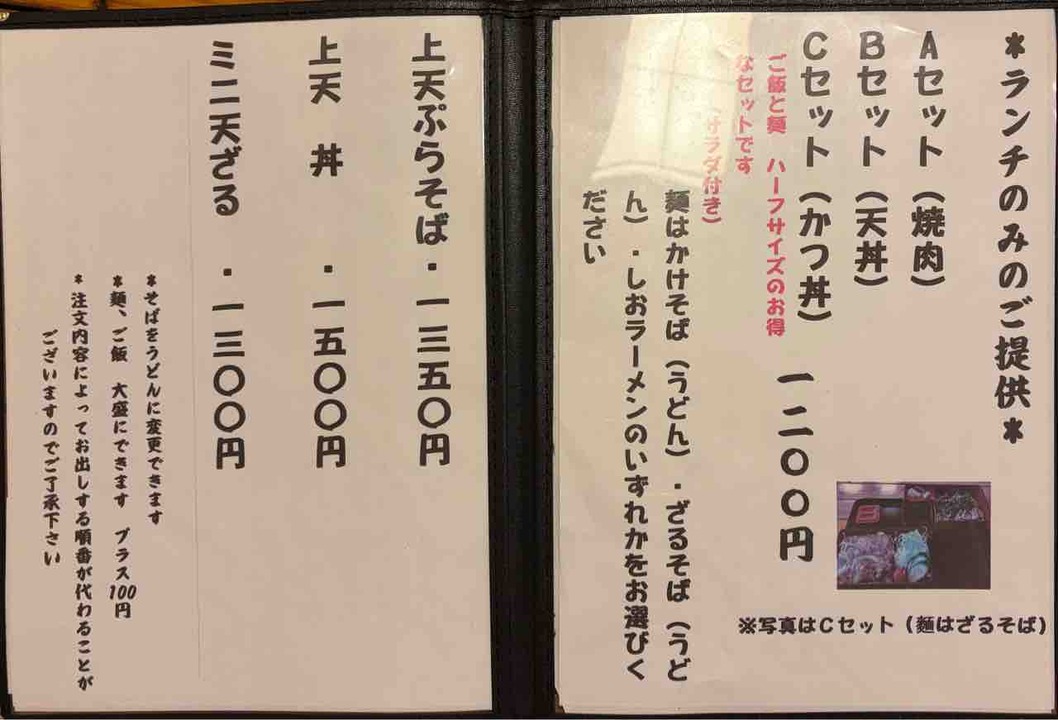 ＊ランチのみのご提供＊
Aセット（焼肉）
Bセット（天丼）
Cセット（かつ丼）　一二〇〇円
ご飯と麺　ハーフサイズのお得
なセットです
サラダ付き）
麺はかけそば（うどん）・ざるそば（うど
ん）・しおラーメンのいずれかをお選びく
ださい
※写真はCセット（麺はざるそば）
上天ぷらそば・一三五〇円
上天　丼　・一五〇〇円
ミニ天ざる　・一三〇〇円
＊そばをうどんに変更できます
＊麺、ご飯　大盛にできます　プラス100円
＊注文内容によってお出しする順番が代わることが
ございますのでご了承下さい